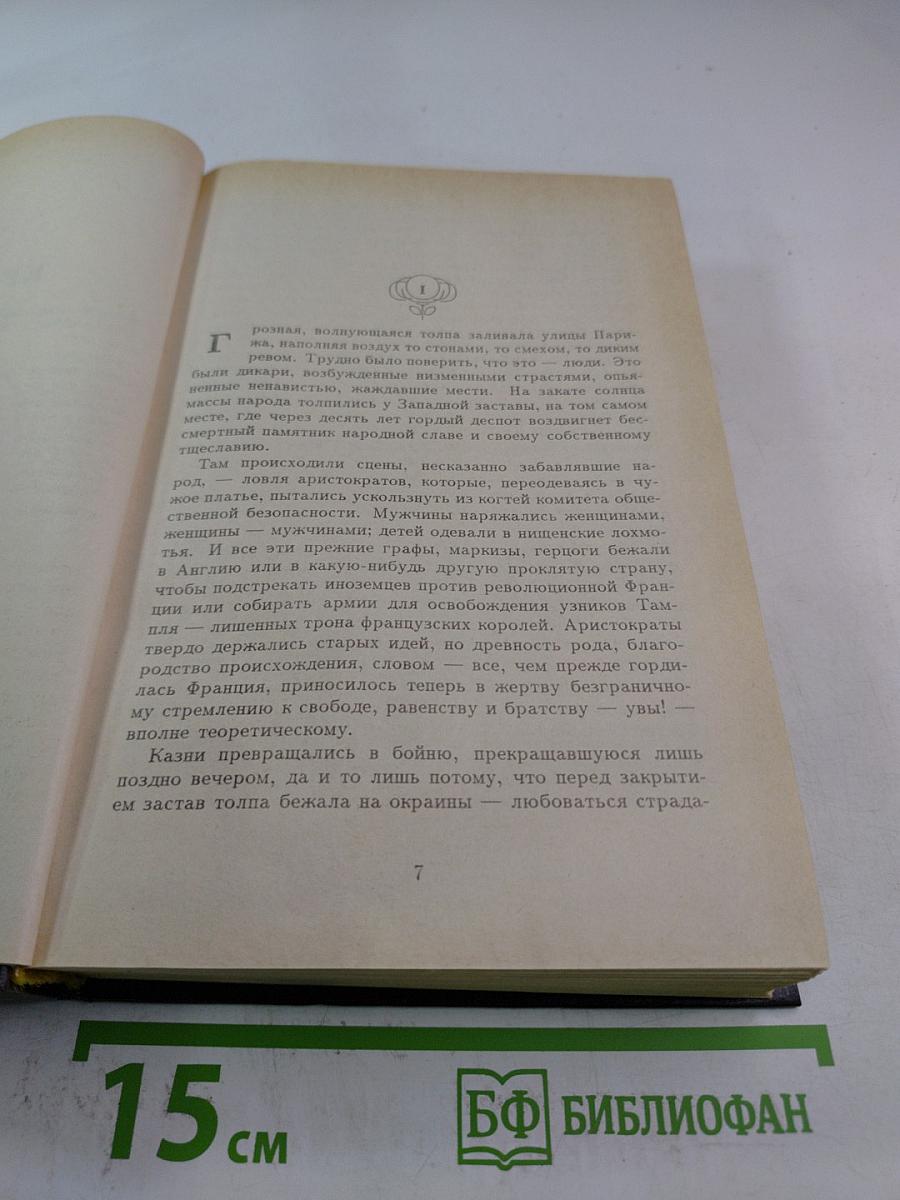 I
Грозная, волнующаяся толпа заливала улицы Пари-
жа, наполняя воздух то стонами, то смехом, то диким
ревом. Трудно было поверить, что это — люди. Это
были дикари, возбужденные низменными страстями, опья-
ненные ненавистью, жаждавшие мести. На закате солнца
массы народа толпились у Западной заставы, на том самом
месте, где через десять лет гордый деспот воздвигнет бес-
смертный памятник народной славе и своему собственному
тщеславию.
Там происходили сцены, несказанно забавлявшие на-
род, — ловля аристократов, которые, переодеваясь в чу-
жое платье, пытались ускользнуть из когтей комитета обще-
ственной безопасности. Мужчины наряжались женщинами,
женщины — мужчинами; детей одевали в нищенские лохмо-
тья. И все эти прежние графы, маркизы, герцоги бежали
в Англию или в какую-нибудь другую проклятую страну,
чтобы подстрекать иноземцев против революционной Фран-
ции или собирать армии для освобождения узников Там-
пля — лишенных трона французских королей. Аристократы
твердо держались старых идей, но древность рода, благо-
родство происхождения, словом — все, чем прежде горди-
лась Франция, приносилось теперь в жертву безгранично-
му стремлению к свободе, равенству и братству — увы! —
вполне теоретическому.
Казни превращались в бойню, прекращавшуюся лишь
поздно вечером, да и то лишь потому, что перед закрыти-
ем застав толпа бежала на окраины — любоваться страда-
7
15 см
БФ БИБЛИОФАН